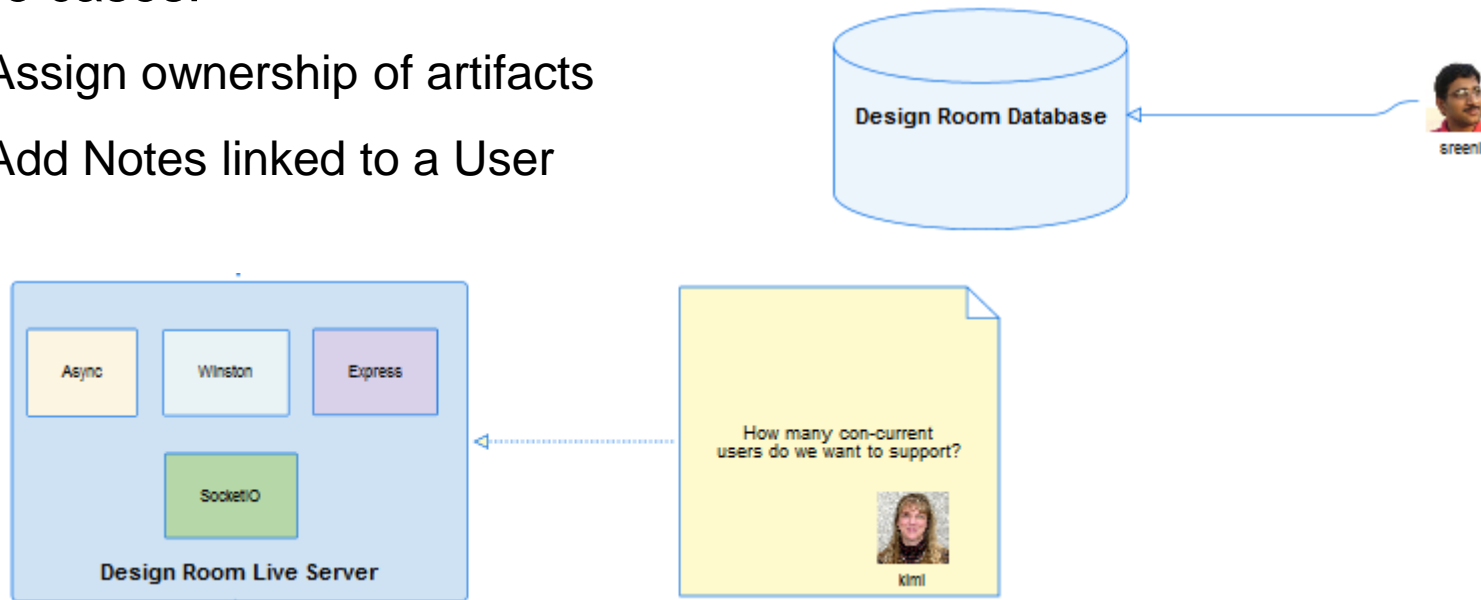 Assign ownership of artifacts
Add Notes linked to a User
Design Room Database
Async
Winston
Express
SocketIO
Design Room Live Server
How many con-current
users do we want to support?
kiml